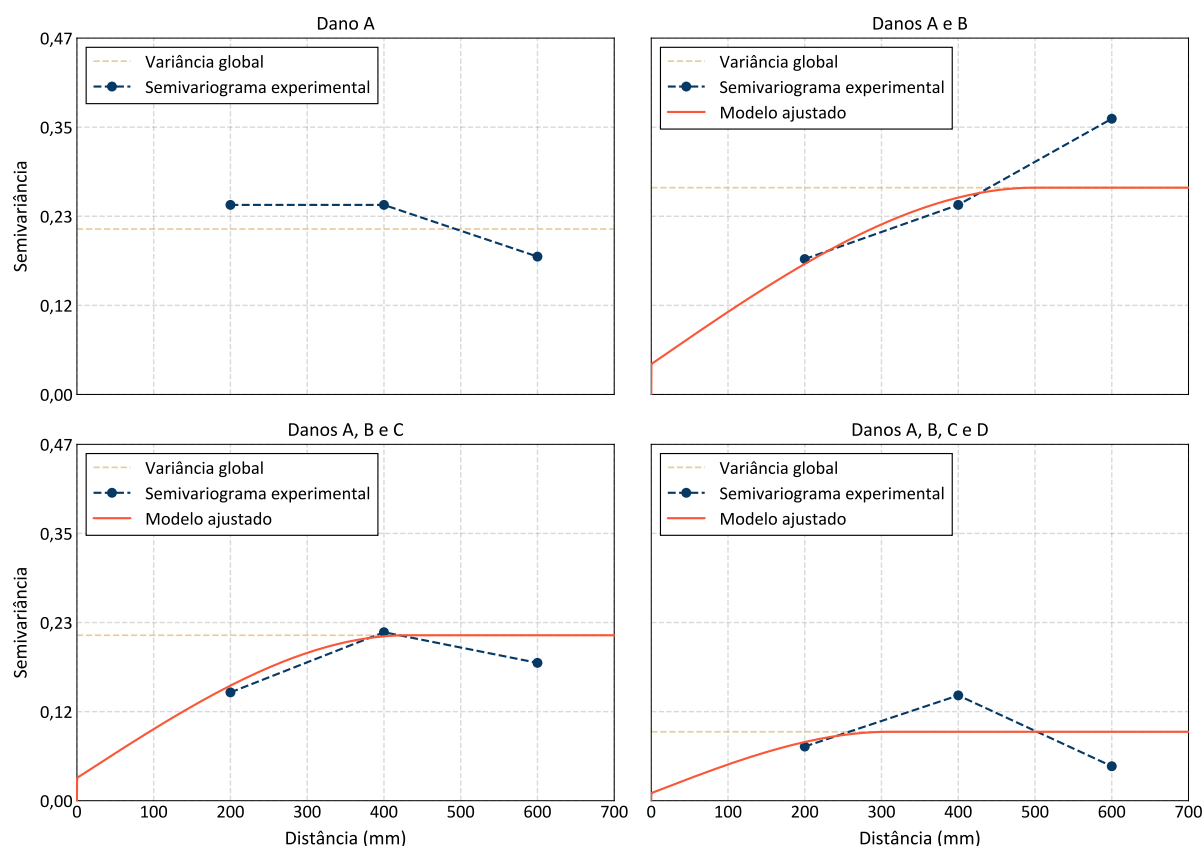 Dano A
Danos A e B
0,47
0,35
0,23
0,12
0,00
Semivariância
Variância global
Semivariograma experimental
Variância global
Semivariograma experimental
Modelo ajustado
Danos A, B e C
Danos A, B, C e D
0,47
0,35
0,23
0,12
0,00
Semivariância
Variância global
Semivariograma experimental
Modelo ajustado
Variância global
Semivariograma experimental
Modelo ajustado
0 100 200 300 400 500 600 700
0 100 200 300 400 500 600 700
Distância (mm)
Distância (mm)